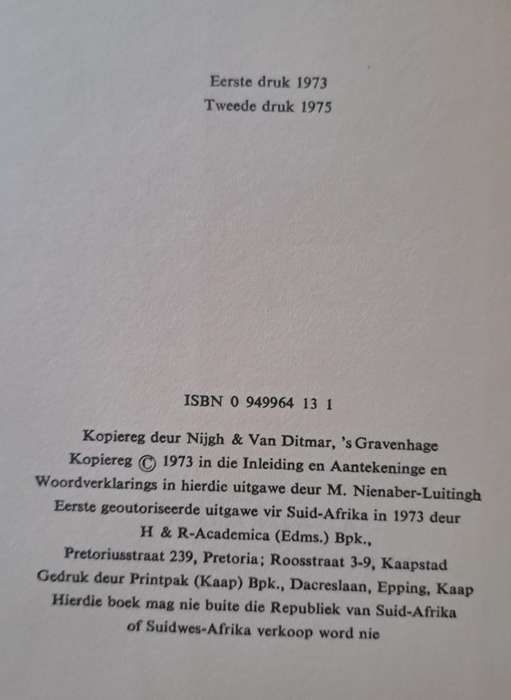 Eerste druk 1973
Tweede druk 1975
ISBN 0 949964 13 1
Kopiereg deur Nijgh & Van Ditmar, 's Gravenhage
Kopiereg © 1973 in die Inleiding en Aantekeninge en
Woordverklarings in hierdie uitgawe deur M. Nienaber-Luitingh
Eerste geoutoriseerde uitgawe vir Suid-Afrika in 1973 deur
H & R-Academica (Edms.) Bpk.,
Pretoriusstraat 239, Pretoria; Roosstraat 3-9, Kaapstad
Gedruk deur Printpak (Kaap) Bpk., Dacreslaan, Epping, Kaap
Hierdie boek mag nie buite die Republiek van Suid-Afrika
of Suidwes-Afrika verkoop word nie